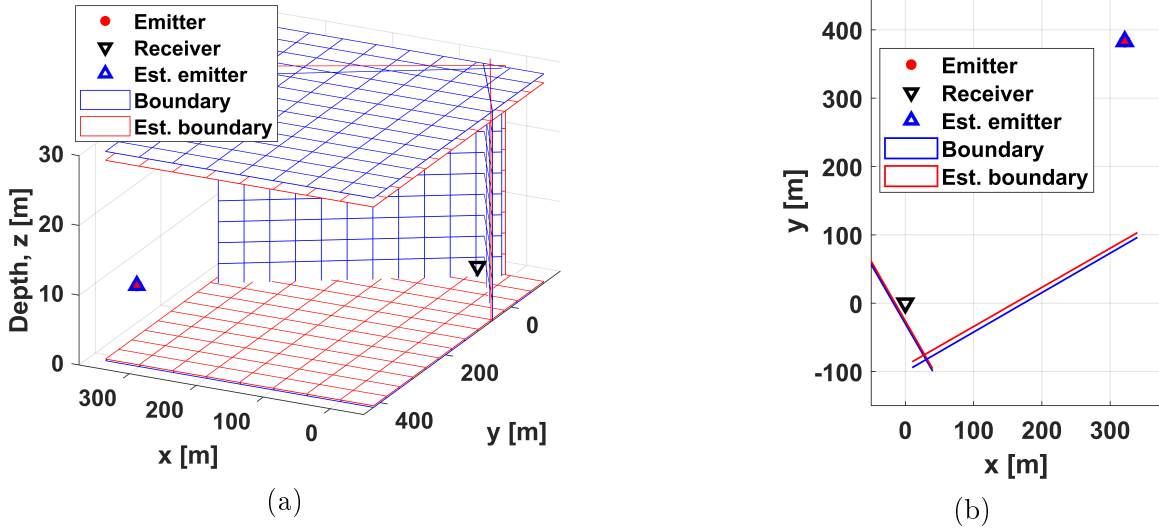 Emitter
Receiver
Est. emitter
Boundary
Est. boundary
30
20
10
0
Depth, z [m]
300
200
100
0
x [m]
400
200
0
y [m]
(a)
Emitter
Receiver
Est. emitter
Boundary
Est. boundary
400
300
200
100
0
-100
y [m]
0
100
200
300
x [m]
(b)